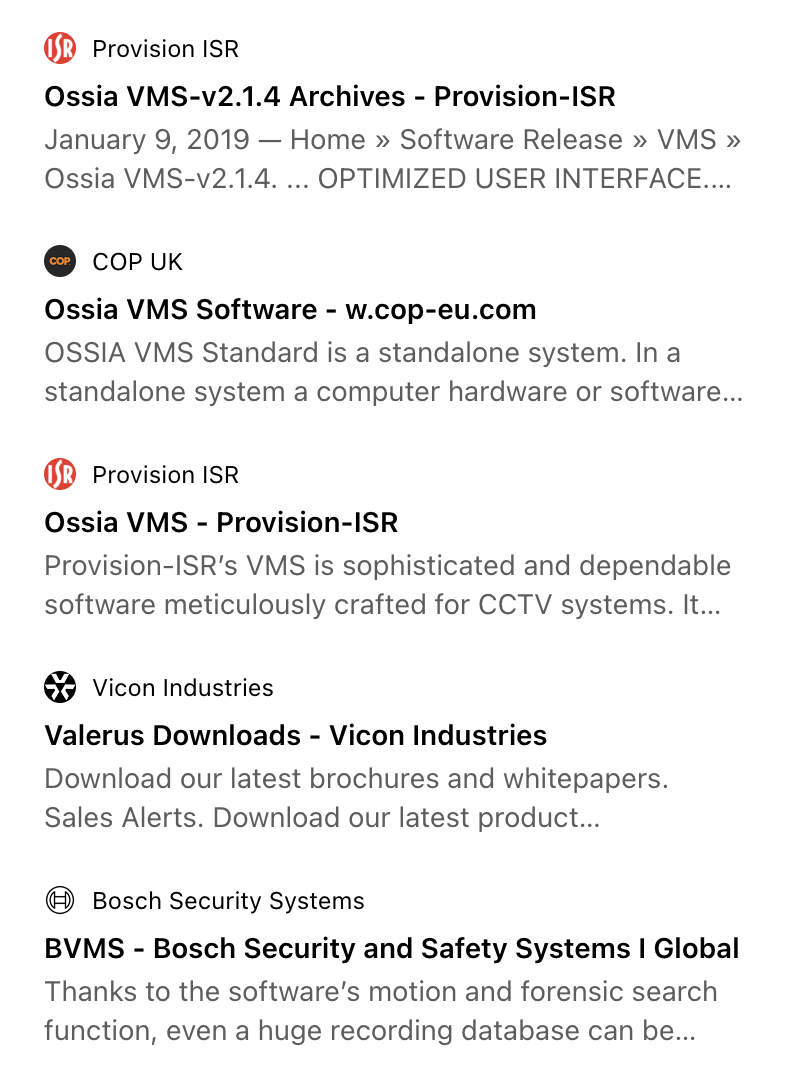 ISR Provision ISR
Ossia VMS-v2.1.4 Archives - Provision-ISR
January 9, 2019 — Home » Software Release » VMS »
Ossia VMS-v2.1.4. ... OPTIMIZED USER INTERFACE.…
COP COP UK
Ossia VMS Software - w.cop-eu.com
OSSIA VMS Standard is a standalone system. In a
standalone system a computer hardware or software…
ISR Provision ISR
Ossia VMS - Provision-ISR
Provision-ISR’s VMS is sophisticated and dependable
software meticulously crafted for CCTV systems. It…
Vicon Industries
Valerus Downloads - Vicon Industries
Download our latest brochures and whitepapers.
Sales Alerts. Download our latest product…
Bosch Security Systems
BVMS - Bosch Security and Safety Systems I Global
Thanks to the software’s motion and forensic search
function, even a huge recording database can be…